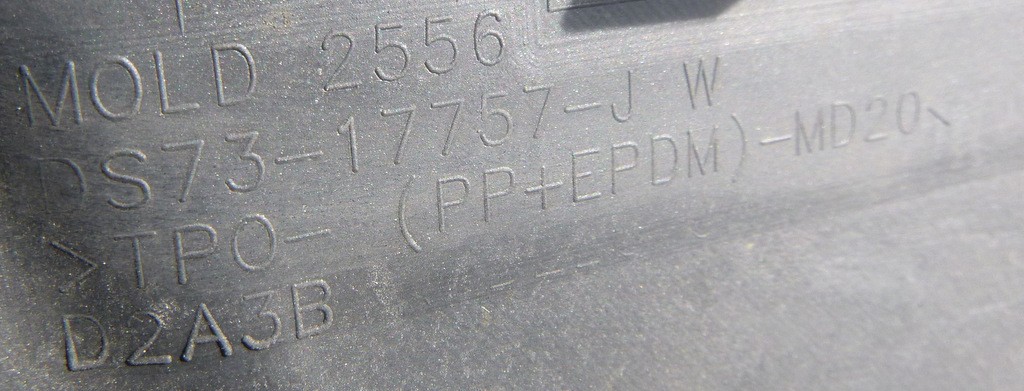 MOLD 2556
DS73-17757-J W
>TPO- (PP+EPDM)-MD20<
D2A3B